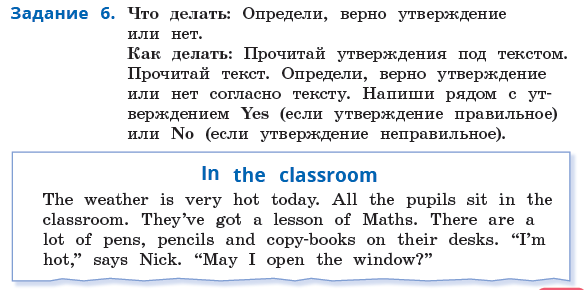 Задание 6. Что делать: Определи, верно утверждение
или нет.
Как делать: Прочитай утверждения под текстом.
Прочитай текст. Определи, верно утверждение
или нет согласно тексту. Напиши рядом с ут-
верждением Yes (если утверждение правильное)
или No (если утверждение неправильное).
In the classroom
The weather is very hot today. All the pupils sit in the
classroom. They’ve got a lesson of Maths. There are a
lot of pens, pencils and copy-books on their desks. “I’m
hot,” says Nick. “May I open the window?”